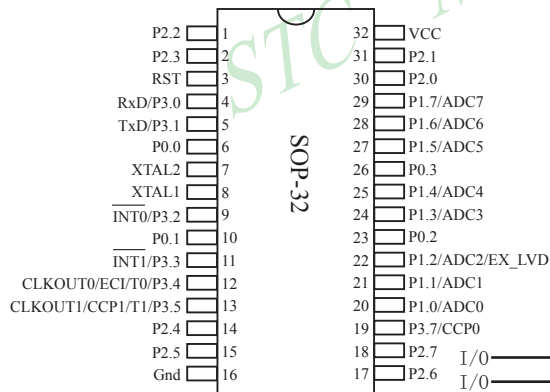 STC
P2.2 1 32 VCC
P2.3 2 31 P2.1
RST 3 30 P2.0
RxD/P3.0 4 29 P1.7/ADC7
TxD/P3.1 5 28 P1.6/ADC6
P0.0 6 27 P1.5/ADC5
XTAL2 7 26 P0.3
XTAL1 8 25 P1.4/ADC4
INT0/P3.2 9 24 P1.3/ADC3
P0.1 10 23 P0.2
INT1/P3.3 11 22 P1.2/ADC2/EX_LVD
CLKOUT0/ECI/T0/P3.4 12 21 P1.1/ADC1
CLKOUT1/CCP1/T1/P3.5 13 20 P1.0/ADC0
P2.4 14 19 P3.7/CCP0
P2.5 15 18 P2.7 I/0
Gnd 16 17 P2.6 I/0
SOP-32